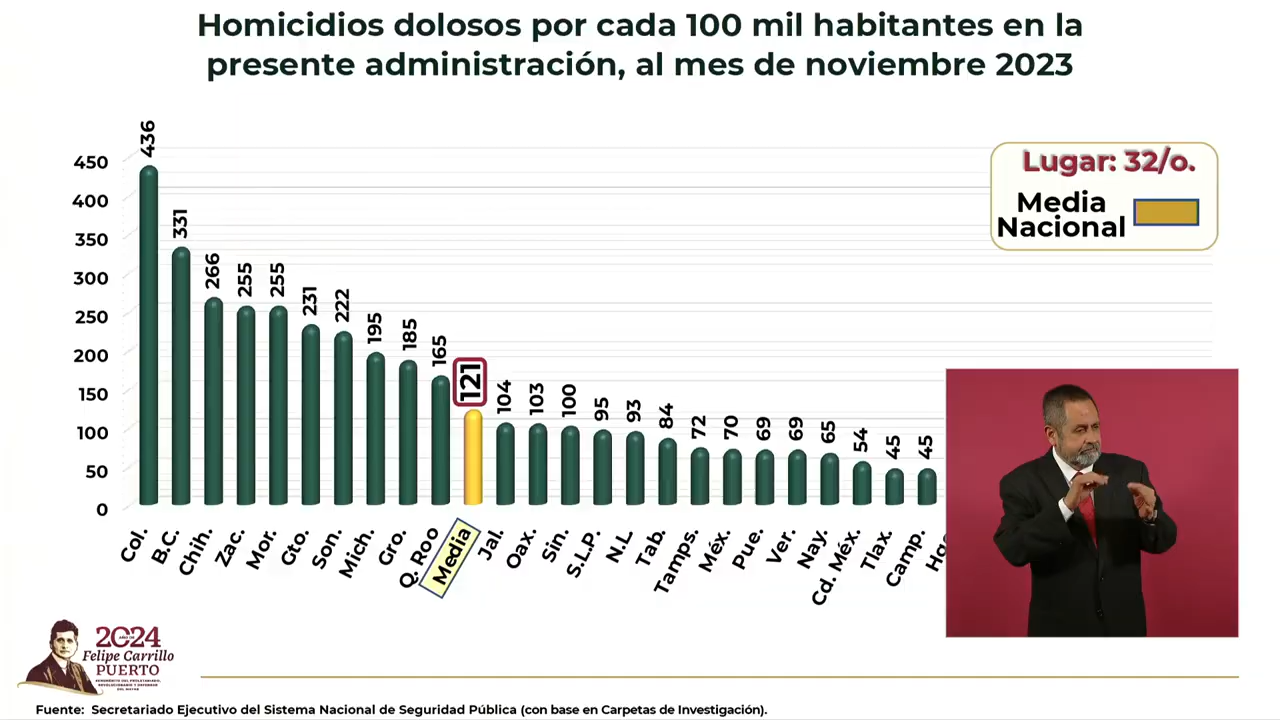 Homicidios dolosos por cada 100 mil habitantes en la
presente administración, al mes de noviembre 2023
Lugar: 32/o.
Media
Nacional
450
400
350
300
250
200
150
100
50
0
436
331
266
255
255
231
222
195
185
165
121
104
103
100
95
93
84
72
70
69
69
65
54
45
45
Col.
B.C.
Chih.
Zac.
Mor.
Gto.
Son.
Mich.
Gro.
Q. Roo
Media
Jal.
Oax.
Sin.
S.L.P.
N.L
Tab.
Tamps.
Méx.
Pue.
Ver.
Nay.
Cd. Méx.
Tlax.
Camp.
2024
Felipe Carrillo
PUERTO
Fuente: Secretariado Ejecutivo del Sistema Nacional de Seguridad Pública (con base en Carpetas de Investigación).